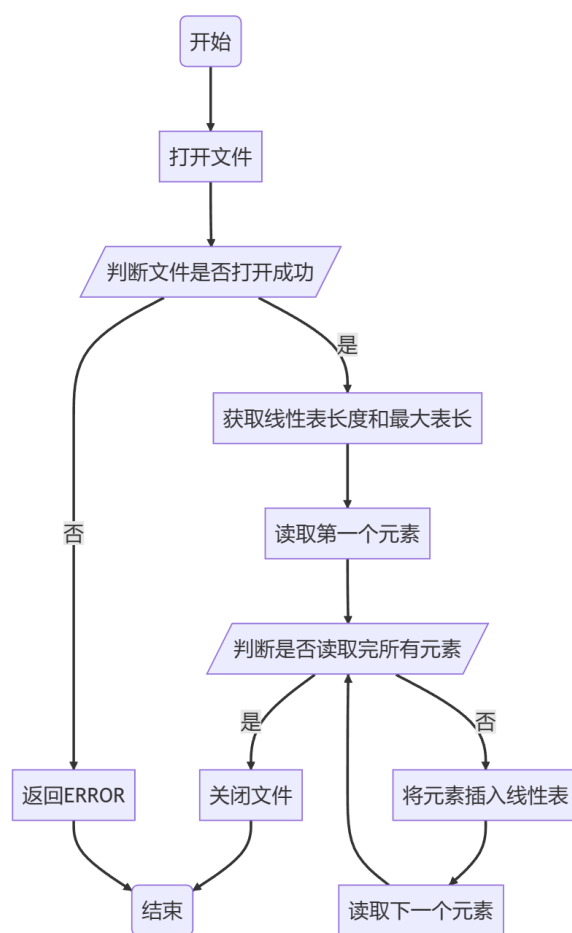 开始
打开文件
判断文件是否打开成功
是
获取线性表长度和最大表长
否
读取第一个元素
判断是否读取完所有元素
是
否
返回ERROR
关闭文件
将元素插入线性表
结束
读取下一个元素